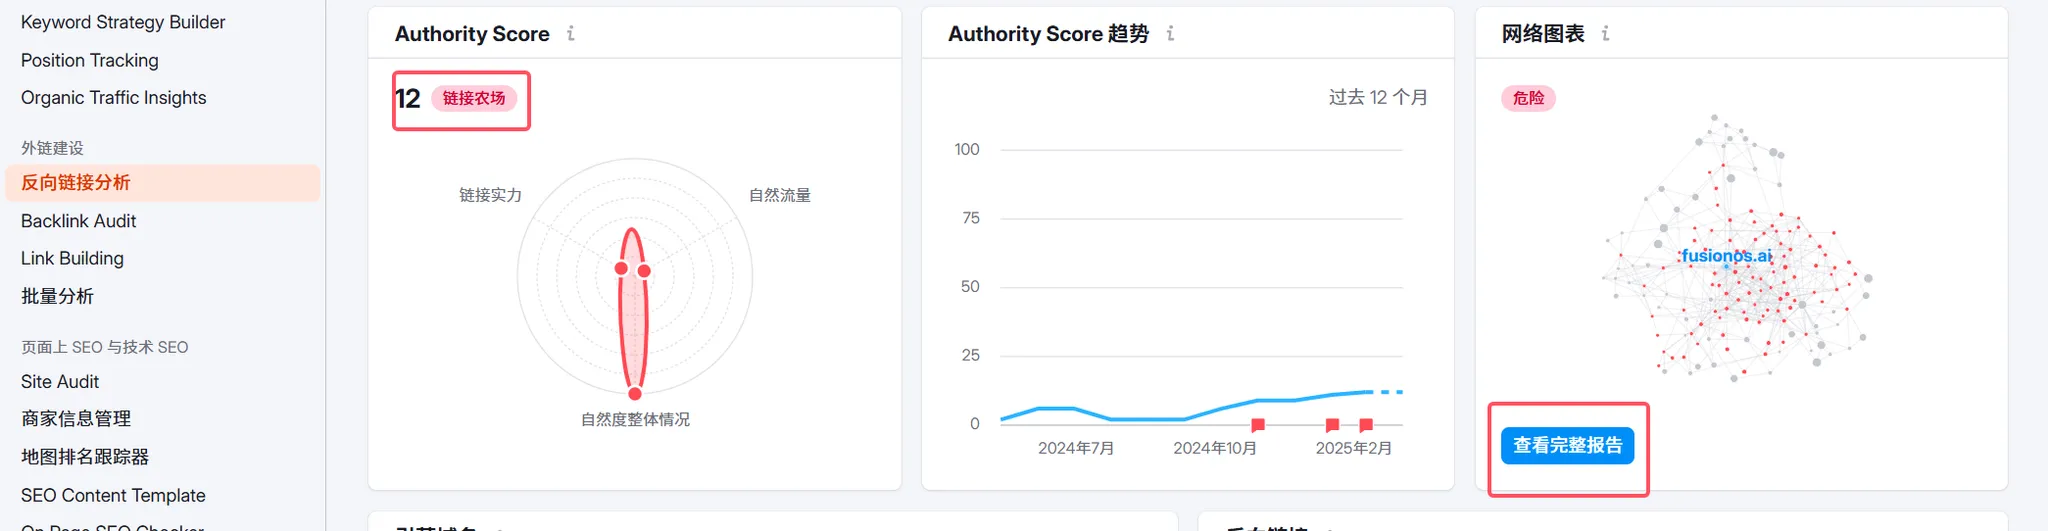 Keyword Strategy Builder
Position Tracking
Organic Traffic Insights
外链建设
反向链接分析
Backlink Audit
Link Building
批量分析
页面上 SEO 与技术 SEO
Site Audit
商家信息管理
地图排名跟踪器
SEO Content Template
On Page SEO Checker
Authority Score
12 链接农场
链接实力
自然流量
自然度整体情况
Authority Score 趋势
过去 12 个月
100
75
50
25
0
2024年7月 2024年10月 2025年2月
网络图表
危险
fusionos.ai
查看完整报告